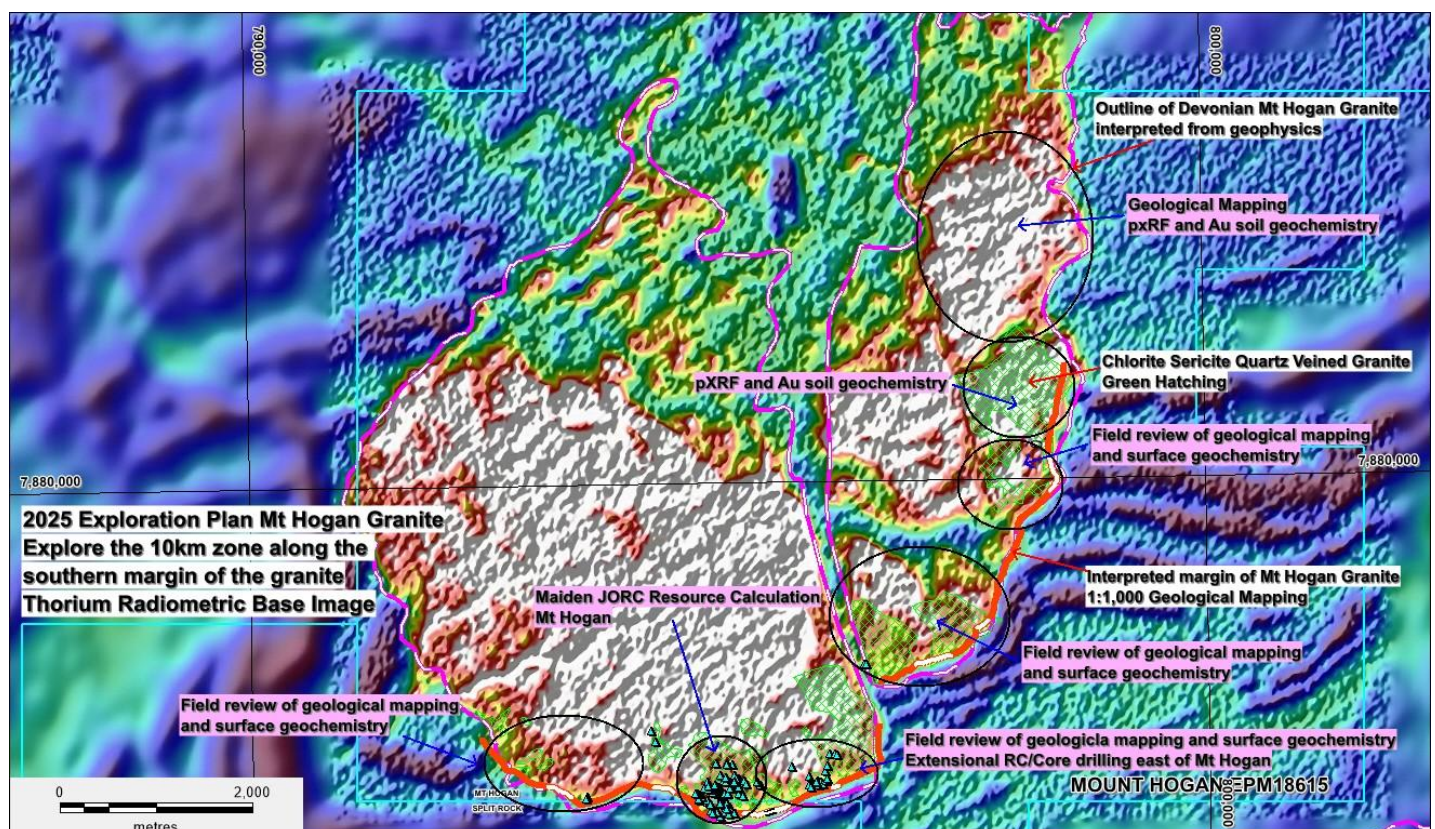 790,000
800,000
Outline of Devonian Mt Hogan Granite
interpreted from geophysics
Geological Mapping
pxRF and Au soil geochemistry
Chlorite Sericite Quartz Veined Granite
Green Hatching
pXRF and Au soil geochemistry
Field review of geological mapping
and surface geochemistry
7,880,000
7,880,000
2025 Exploration Plan Mt Hogan Granite
Explore the 10km zone along the
southern margin of the granite
Thorium Radiometric Base Image
Interpreted margin of Mt Hogan Granite
1:1,000 Geological Mapping
Maiden JORC Resource Calculation
Mt Hogan
Field review of geological mapping
and surface geochemistry
Field review of geological mapping
and surface geochemistry
Field review of geologicla mapping and surface geochemistry
Extensional RC/Core drilling east of Mt Hogan
MOUNT HOGAN EPM18615
800,000
MT HOGAN
SPLIT ROCK
0 2,000
metres